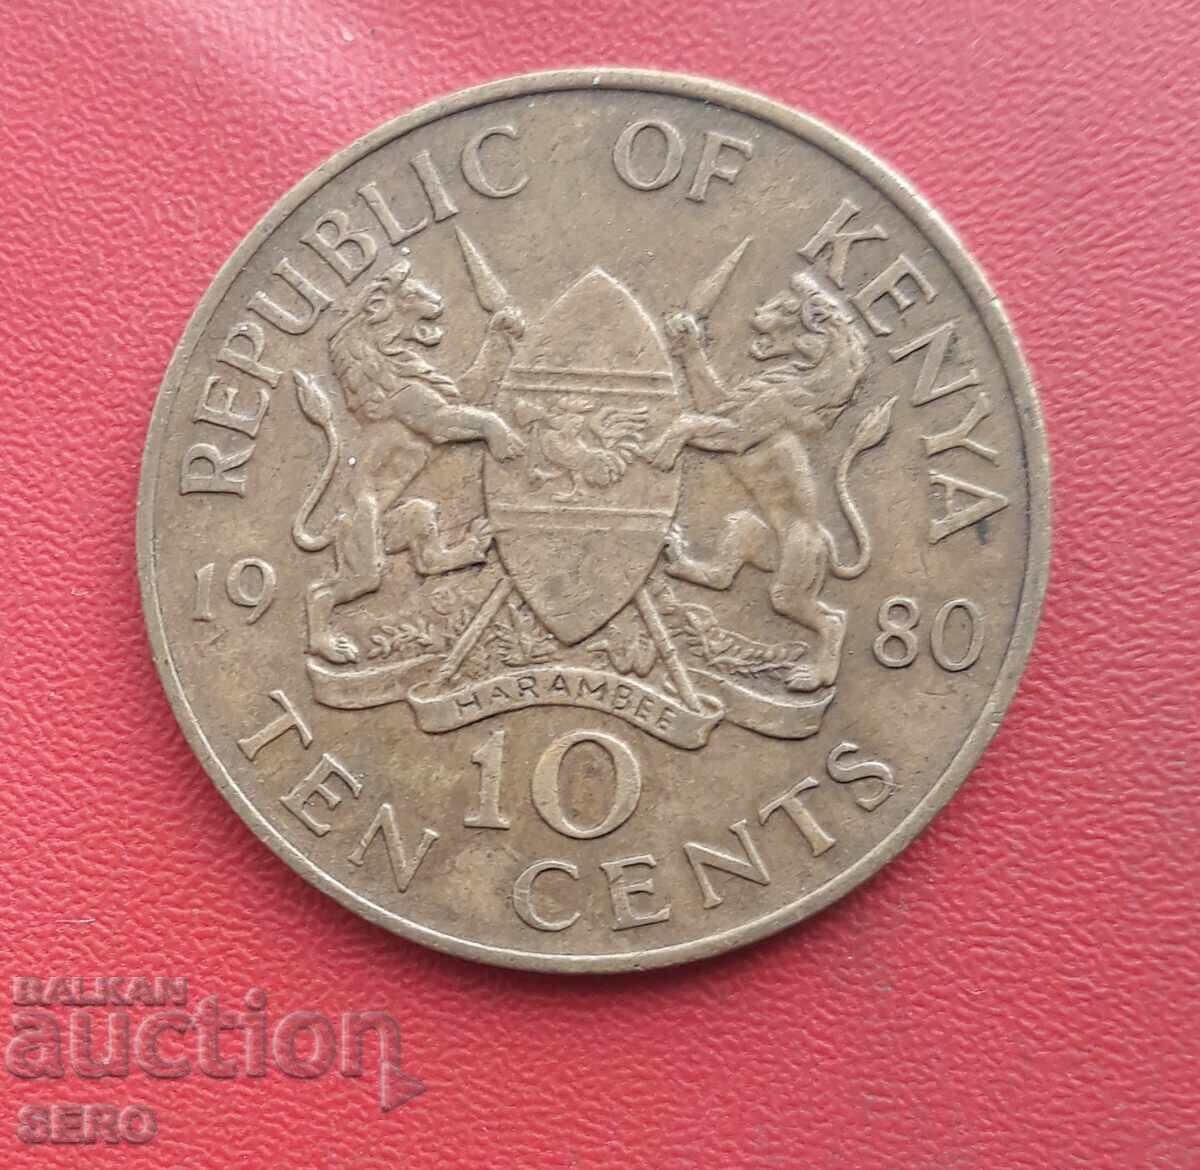 REPUBLIC OF KENYA
19 80
HARAMBEE
10
TEN CENTS
BALKAN
auction
SERO